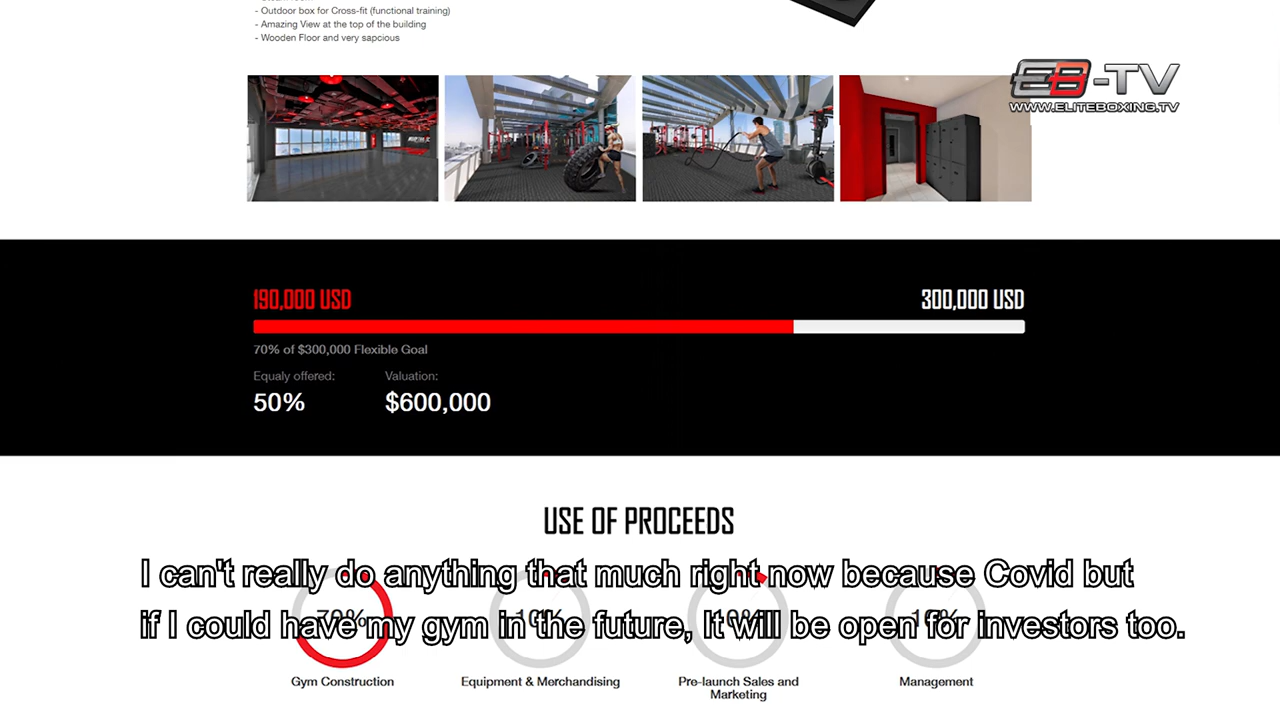 - Outdoor box for Cross-fit (functional training)
- Amazing View at the top of the building
- Wooden Floor and very sapcious
EB-TV
WWW.ELITEBOXING.TV
190,000 USD
300,000 USD
70% of $300,000 Flexible Goal
Equaly offered:
Valuation:
50%
$600,000
USE OF PROCEEDS
I can't really do anything that much right now because Covid but
70% 10% 10% 10%
if I could have my gym in the future, It will be open for investors too.
Gym Construction
Equipment & Merchandising
Pre-launch Sales and
Marketing
Management